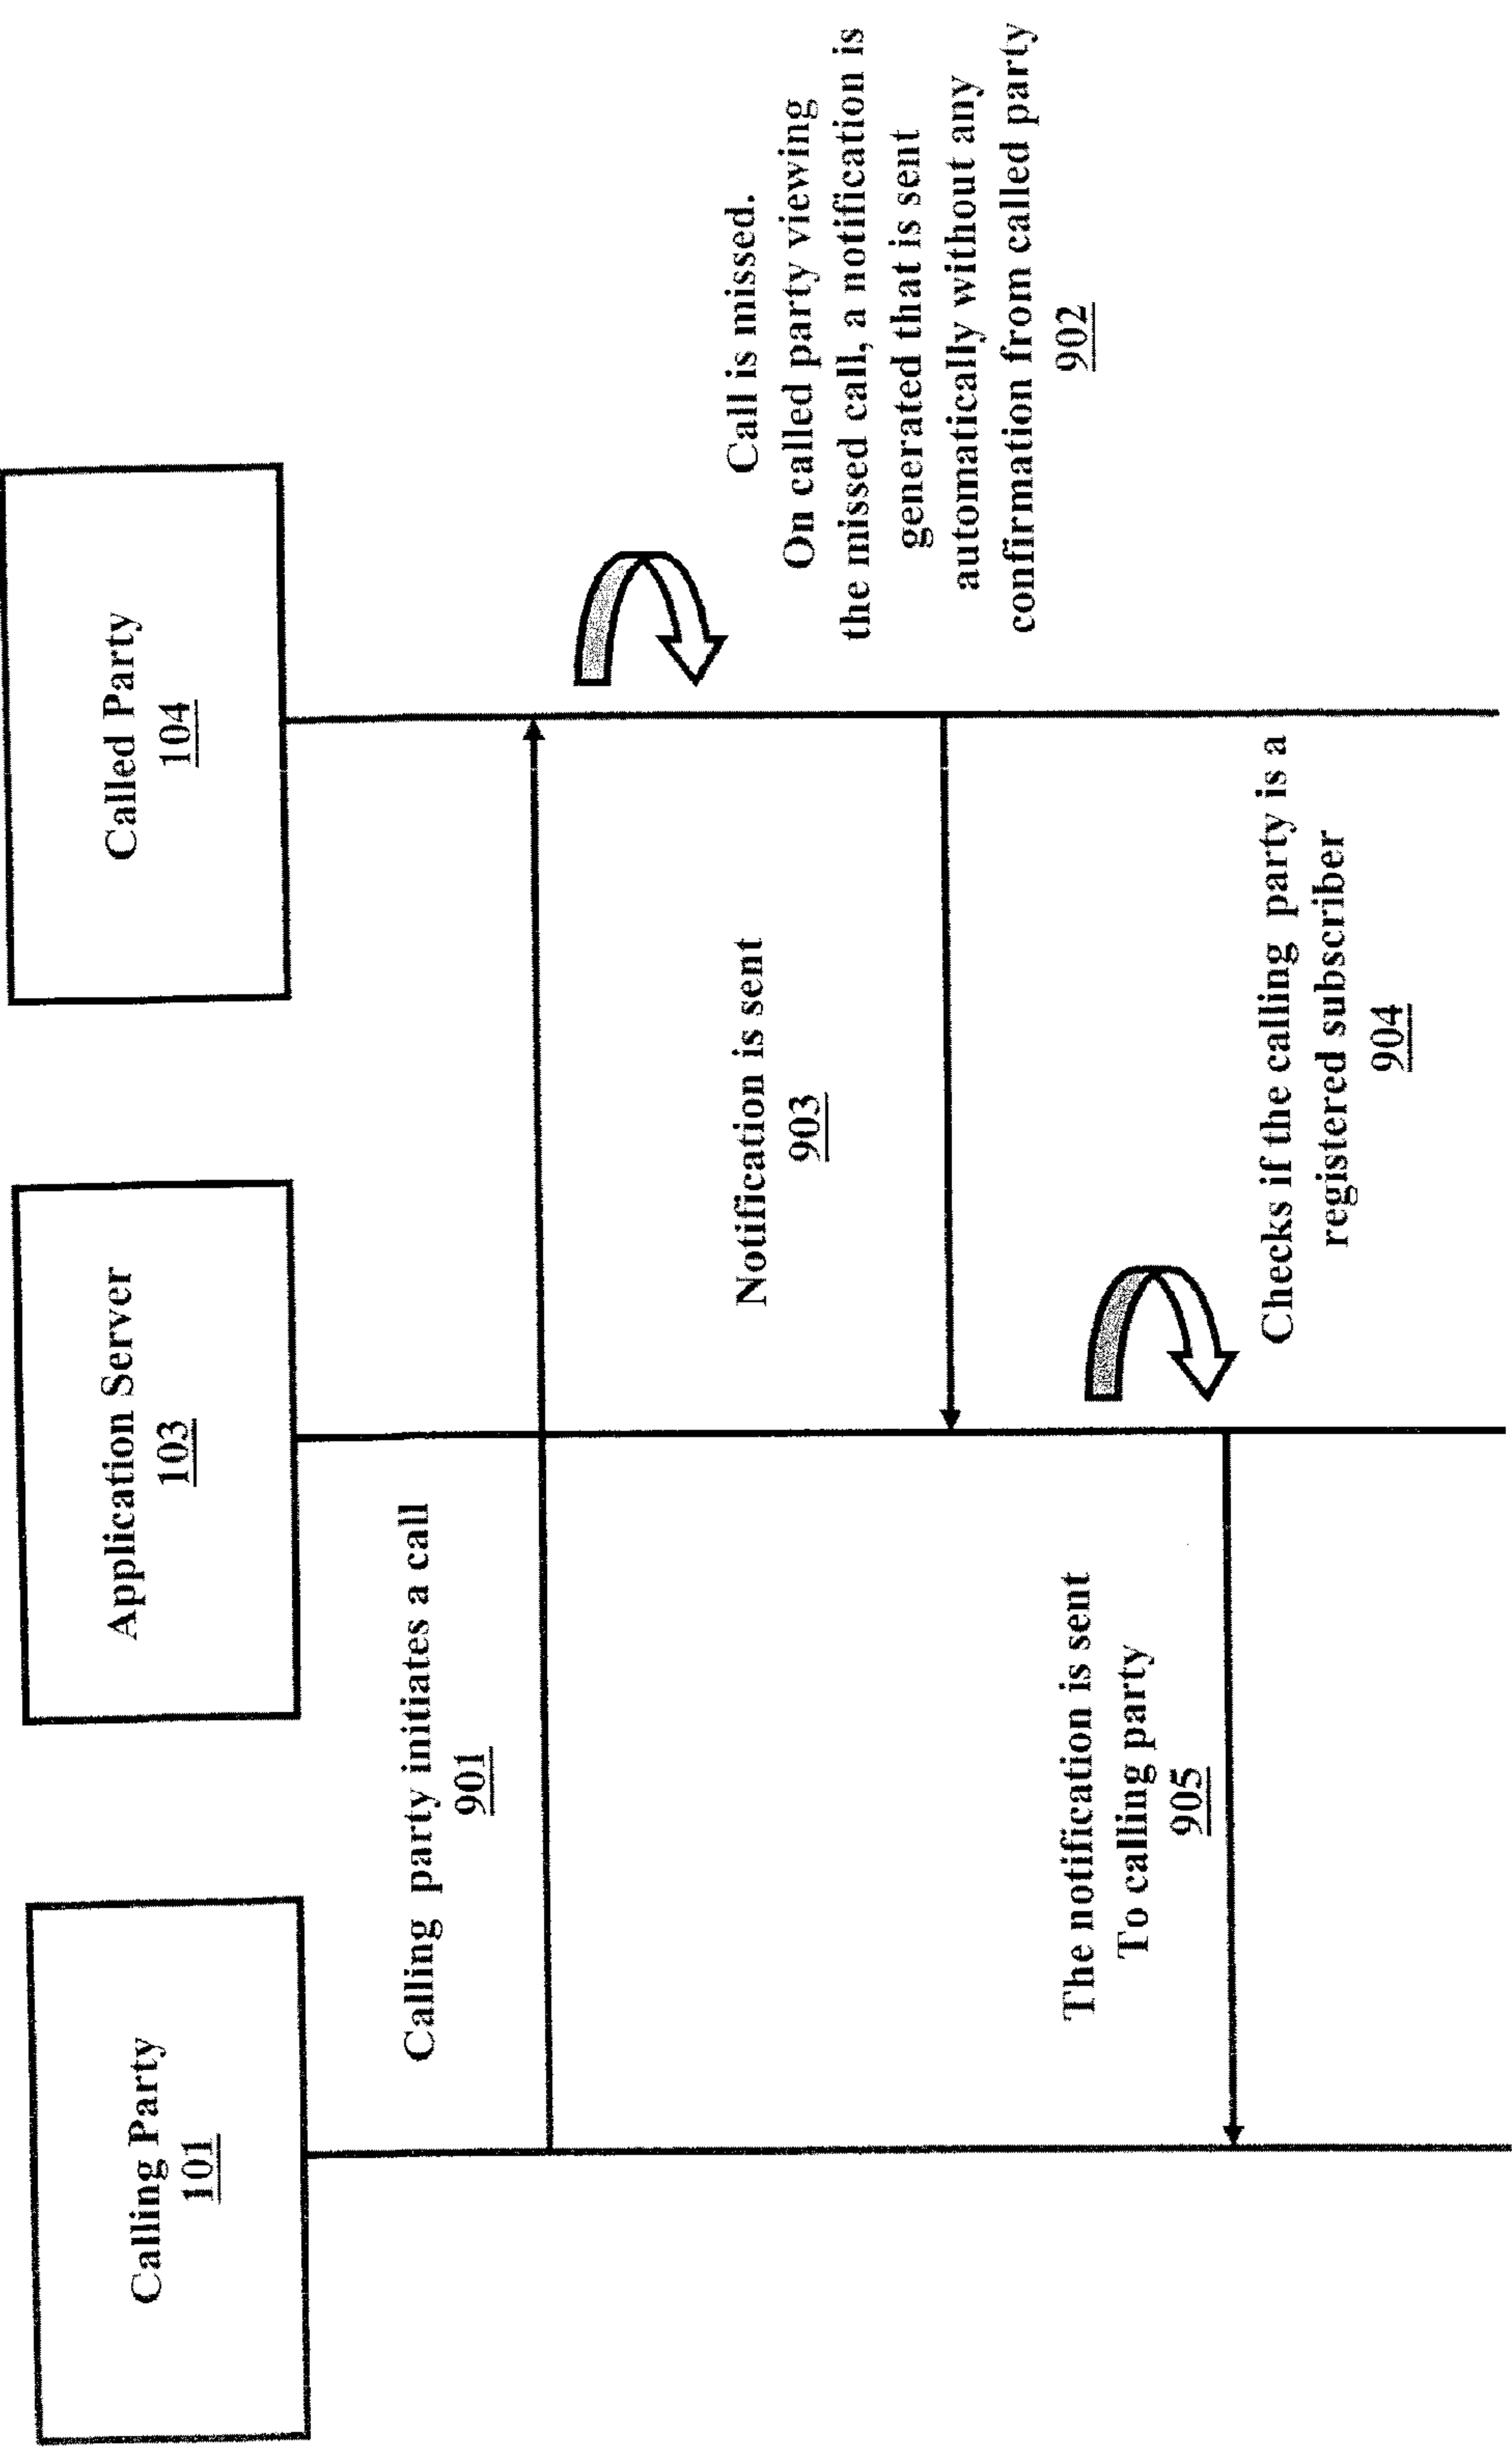 Calling Party
101
Application Server
103
Called Party
104
Calling party initiates a call
901
Call is missed.
On called party viewing
the missed call, a notification is
generated that is sent
automatically without any
confirmation from called party
902
Notification is sent
903
Checks if the calling party is a
registered subscriber
904
The notification is sent
To calling party
905